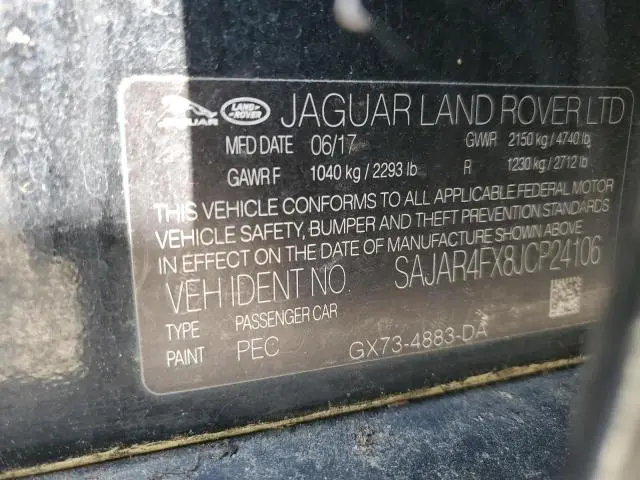 JAGUAR LAND ROVER JAGUAR LAND ROVER LTD
MFD DATE 06/17 GVWR 2150 kg / 4740 lb
GAWR F 1040 kg / 2293 lb R 1230 kg / 2712 lb
THIS VEHICLE CONFORMS TO ALL APPLICABLE FEDERAL MOTOR
VEHICLE SAFETY, BUMPER AND THEFT PREVENTION STANDARDS
IN EFFECT ON THE DATE OF MANUFACTURE SHOWN ABOVE
VEH IDENT NO. SAJAR4FX8JCP24106
TYPE PASSENGER CAR
PAINT PEC GX73-4883-DA